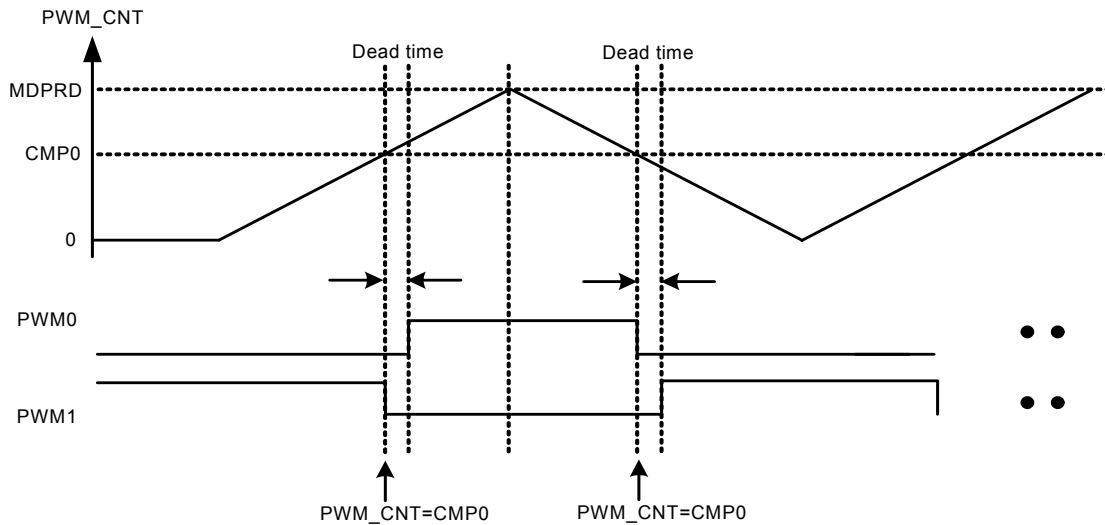 PWM_CNT
Dead time
Dead time
MDPRD
CMP0
0
PWM0
PWM1
PWM_CNT=CMP0
PWM_CNT=CMP0